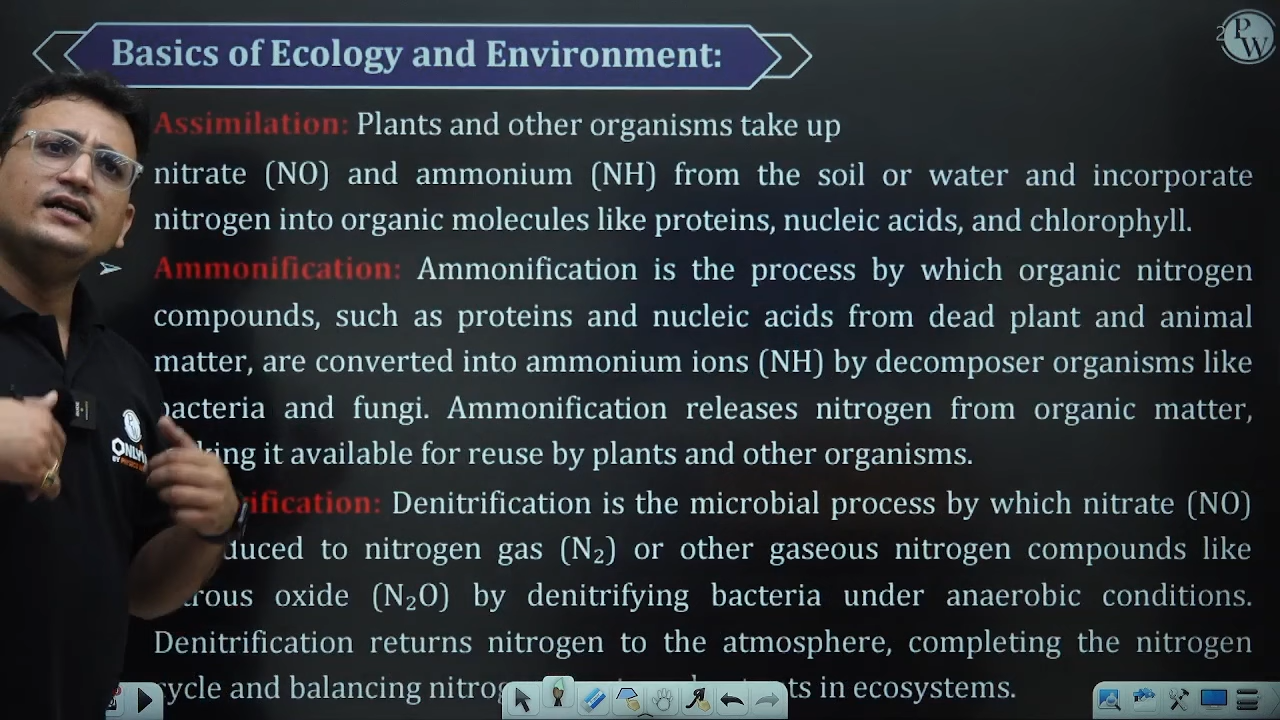 Basics of Ecology and Environment:
PW
Assimilation: Plants and other organisms take up
nitrate (NO) and ammonium (NH) from the soil or water and incorporate
nitrogen into organic molecules like proteins, nucleic acids, and chlorophyll.
➢ Ammonification: Ammonification is the process by which organic nitrogen
compounds, such as proteins and nucleic acids from dead plant and animal
matter, are converted into ammonium ions (NH) by decomposer organisms like
bacteria and fungi. Ammonification releases nitrogen from organic matter,
it available for reuse by plants and other organisms.
Denitrification is the microbial process by which nitrate (NO)
to nitrogen gas (N₂) or other gaseous nitrogen compounds like
oxide (N₂O) by denitrifying bacteria under anaerobic conditions.
Denitrification returns nitrogen to the atmosphere, completing the nitrogen
cycle and balancing in ecosystems.
ONLY